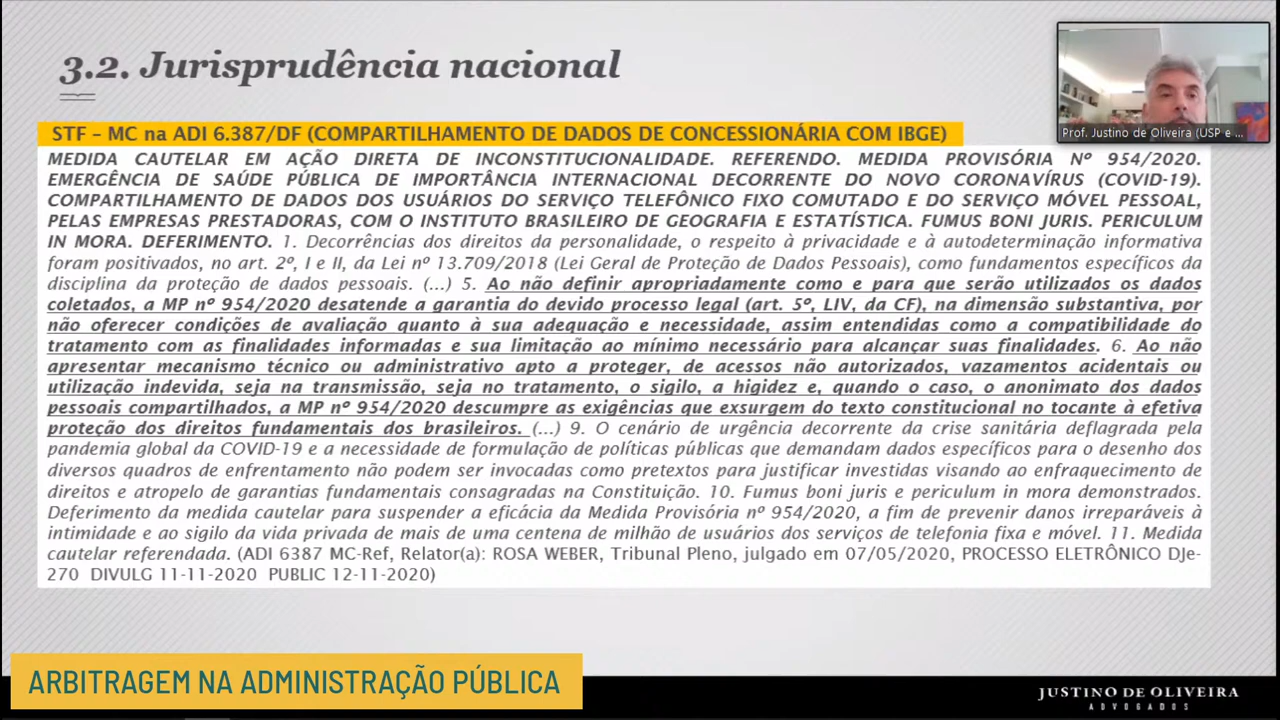 3.2. Jurisprudência nacional
Prof. Justino de Oliveira (USP e ...
STF – MC na ADI 6.387/DF (COMPARTILHAMENTO DE DADOS DE CONCESSIONÁRIA COM IBGE)
MEDIDA CAUTELAR EM AÇÃO DIRETA DE INCONSTITUCIONALIDADE. REFERENDO. MEDIDA PROVISÓRIA Nº 954/2020.
EMERGÊNCIA DE SAÚDE PÚBLICA DE IMPORTÂNCIA INTERNACIONAL DECORRENTE DO NOVO CORONAVÍRUS (COVID-19).
COMPARTILHAMENTO DE DADOS DOS USUÁRIOS DO SERVIÇO TELEFÔNICO FIXO COMUTADO E DO SERVIÇO MÓVEL PESSOAL,
PELAS EMPRESAS PRESTADORAS, COM O INSTITUTO BRASILEIRO DE GEOGRAFIA E ESTATÍSTICA. FUMUS BONI JURIS. PERICULUM
IN MORA. DEFERIMENTO. 1. Decorrências dos direitos da personalidade, o respeito à privacidade e à autodeterminação informativa
foram positivados, no art. 2º, I e II, da Lei nº 13.709/2018 (Lei Geral de Proteção de Dados Pessoais), como fundamentos específicos da
disciplina da proteção de dados pessoais. (...) 5. Ao não definir apropriadamente como e para que serão utilizados os dados
coletados, a MP nº 954/2020 desatende a garantia do devido processo legal (art. 5º, LIV, da CF), na dimensão substantiva, por
não oferecer condições de avaliação quanto à sua adequação e necessidade, assim entendidas como a compatibilidade do
tratamento com as finalidades informadas e sua limitação ao mínimo necessário para alcançar suas finalidades. 6. Ao não
apresentar mecanismo técnico ou administrativo apto a proteger, de acessos não autorizados, vazamentos acidentais ou
utilização indevida, seja na transmissão, seja no tratamento, o sigilo, a higidez e, quando o caso, o anonimato dos dados
pessoais compartilhados, a MP nº 954/2020 descumpre as exigências que exsurgem do texto constitucional no tocante à efetiva
proteção dos direitos fundamentais dos brasileiros. (...) 9. O cenário de urgência decorrente da crise sanitária deflagrada pela
pandemia global da COVID-19 e a necessidade de formulação de políticas públicas que demandam dados específicos para o desenho dos
diversos quadros de enfrentamento não podem ser invocadas como pretextos para justificar investidas visando ao enfraquecimento de
direitos e atropelo de garantias fundamentais consagradas na Constituição. 10. Fumus boni juris e periculum in mora demonstrados.
Deferimento da medida cautelar para suspender a eficácia da Medida Provisória nº 954/2020, a fim de prevenir danos irreparáveis à
intimidade e ao sigilo da vida privada de mais de uma centena de milhão de usuários dos serviços de telefonia fixa e móvel. 11. Medida
cautelar referendada. (ADI 6387 MC-Ref, Relator(a): ROSA WEBER, Tribunal Pleno, julgado em 07/05/2020, PROCESSO ELETRÔNICO DJe-
270 DIVULG 11-11-2020 PUBLIC 12-11-2020)
ARBITRAGEM NA ADMINISTRAÇÃO PÚBLICA
JUSTINO DE OLIVEIRA
ADVOGADOS